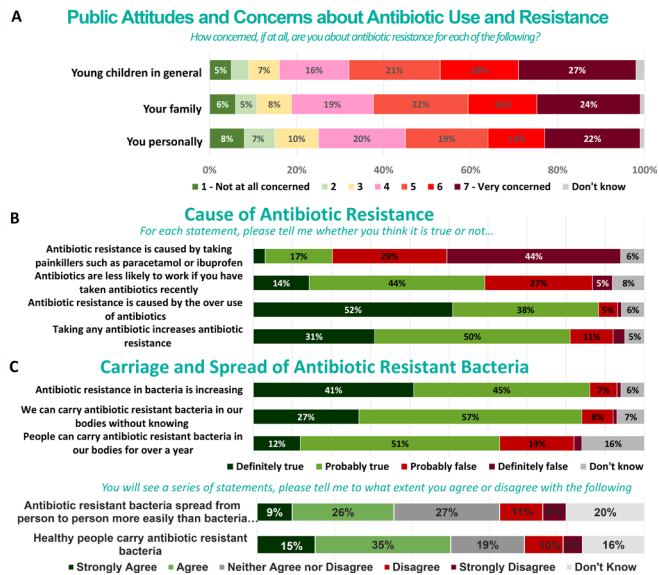 A
Public Attitudes and Concerns about Antibiotic Use and Resistance
How concerned, if at all, are you about antibiotic resistance for each of the following?
Young children in general
5% 7% 16% 21% 27%
Your family
6% 5% 8% 19% 22% 24%
You personally
8% 7% 10% 20% 19% 22%
0% 20% 40% 60% 80% 100%
1 - Not at all concerned 2 3 4 5 6 7 - Very concerned Don't know
B
Cause of Antibiotic Resistance
For each statement, please tell me whether you think it is true or not...
Antibiotic resistance is caused by taking
painkillers such as paracetamol or ibuprofen
17% 29% 44% 6%
Antibiotics are less likely to work if you have
taken antibiotics recently
14% 44% 27% 5% 8%
Antibiotic resistance is caused by the over use
of antibiotics
52% 38% 5% 6%
Taking any antibiotic increases antibiotic
resistance
31% 50% 11% 5%
C
Carriage and Spread of Antibiotic Resistant Bacteria
Antibiotic resistance in bacteria is increasing
41% 45% 7% 6%
We can carry antibiotic resistant bacteria in our
bodies without knowing
27% 57% 8% 7%
People can carry antibiotic resistant bacteria in
our bodies for over a year
12% 51% 19% 16%
Definitely true Probably true Probably false Definitely false Don't know
You will see a series of statements, please tell me to what extent you agree or disagree with the following
Antibiotic resistant bacteria spread from
person to person more easily than bacteria...
9% 26% 27% 11% 20%
Healthy people carry antibiotic resistant
bacteria
15% 35% 19% 10% 16%
Strongly Agree Agree Neither Agree nor Disagree Disagree Strongly Disagree Don't Know